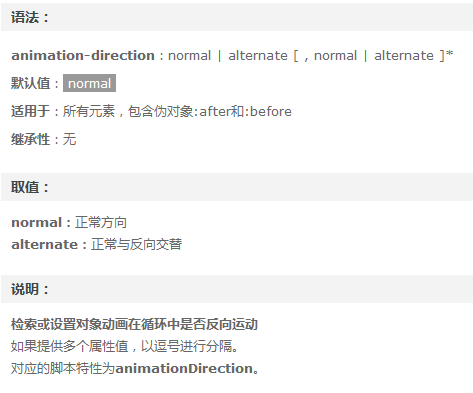 语法：
animation-direction：normal | alternate [ , normal | alternate ]*
默认值：normal
适用于：所有元素，包含伪对象:after和:before
继承性：无
取值：
normal：正常方向
alternate：正常与反向交替
说明：
检索或设置对象动画在循环中是否反向运动
如果提供多个属性值，以逗号进行分隔。
对应的脚本特性为animationDirection。